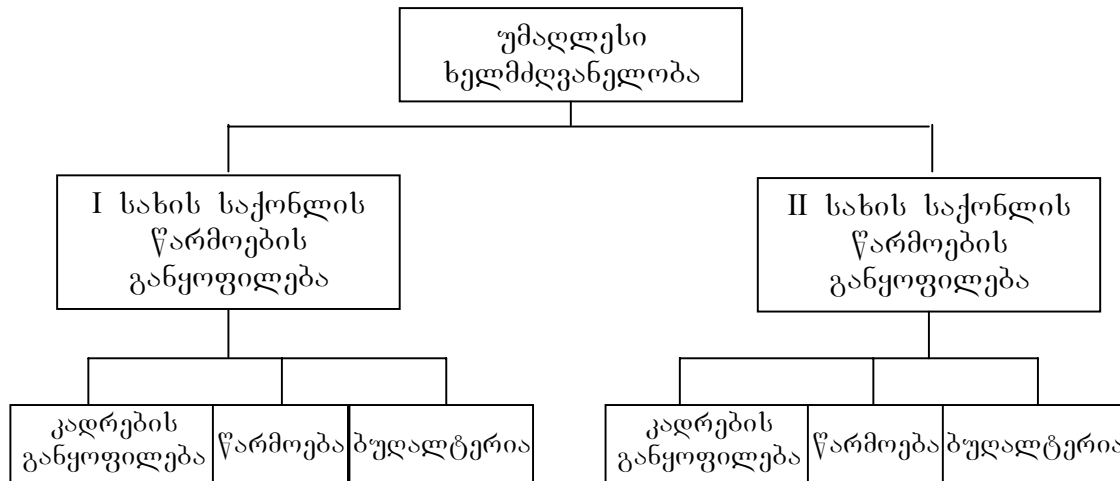 უმაღლესი
ხელმძღვანელობა
I სახის საქონლის
წარმოების
განყოფილება
II სახის საქონლის
წარმოების
განყოფილება
კადრების
განყოფილება
წარმოება
ბუღალტერია
კადრების
განყოფილება
წარმოება
ბუღალტერია